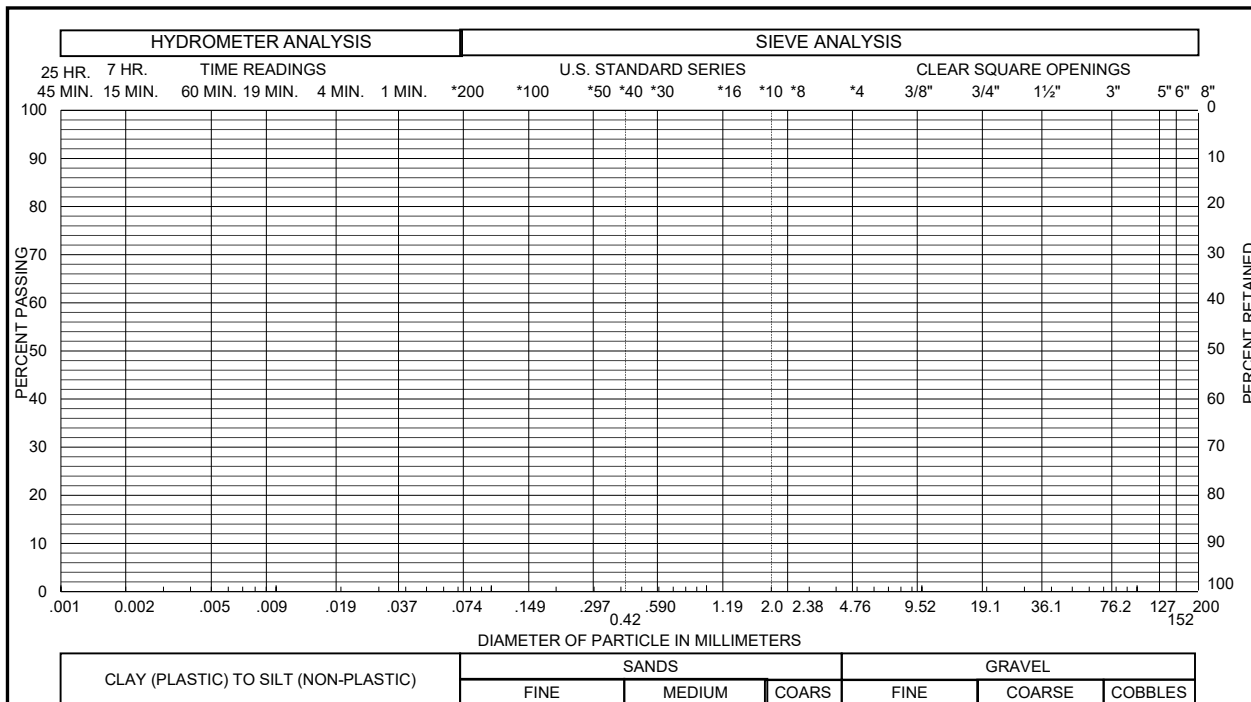 HYDROMETER ANALYSIS SIEVE ANALYSIS
25 HR. 7 HR. TIME READINGS U.S. STANDARD SERIES CLEAR SQUARE OPENINGS
45 MIN. 15 MIN. 60 MIN. 19 MIN. 4 MIN. 1 MIN. *200 *100 *50 *40 *30 *16 *10 *8 *4 3/8" 3/4" 1½" 3" 5" 6" 8"
100 0
90 10
80 20
70 30
PERCENT PASSING
PERCENT RETAINED
60 40
50 50
40 60
30 70
20 80
10 90
0 100
.001 0.002 .005 .009 .019 .037 .074 .149 .297 .590 1.19 2.0 2.38 4.76 9.52 19.1 36.1 76.2 127 200
0.42 152
DIAMETER OF PARTICLE IN MILLIMETERS
CLAY (PLASTIC) TO SILT (NON-PLASTIC) SANDS GRAVEL
FINE MEDIUM COARS FINE COARSE COBBLES